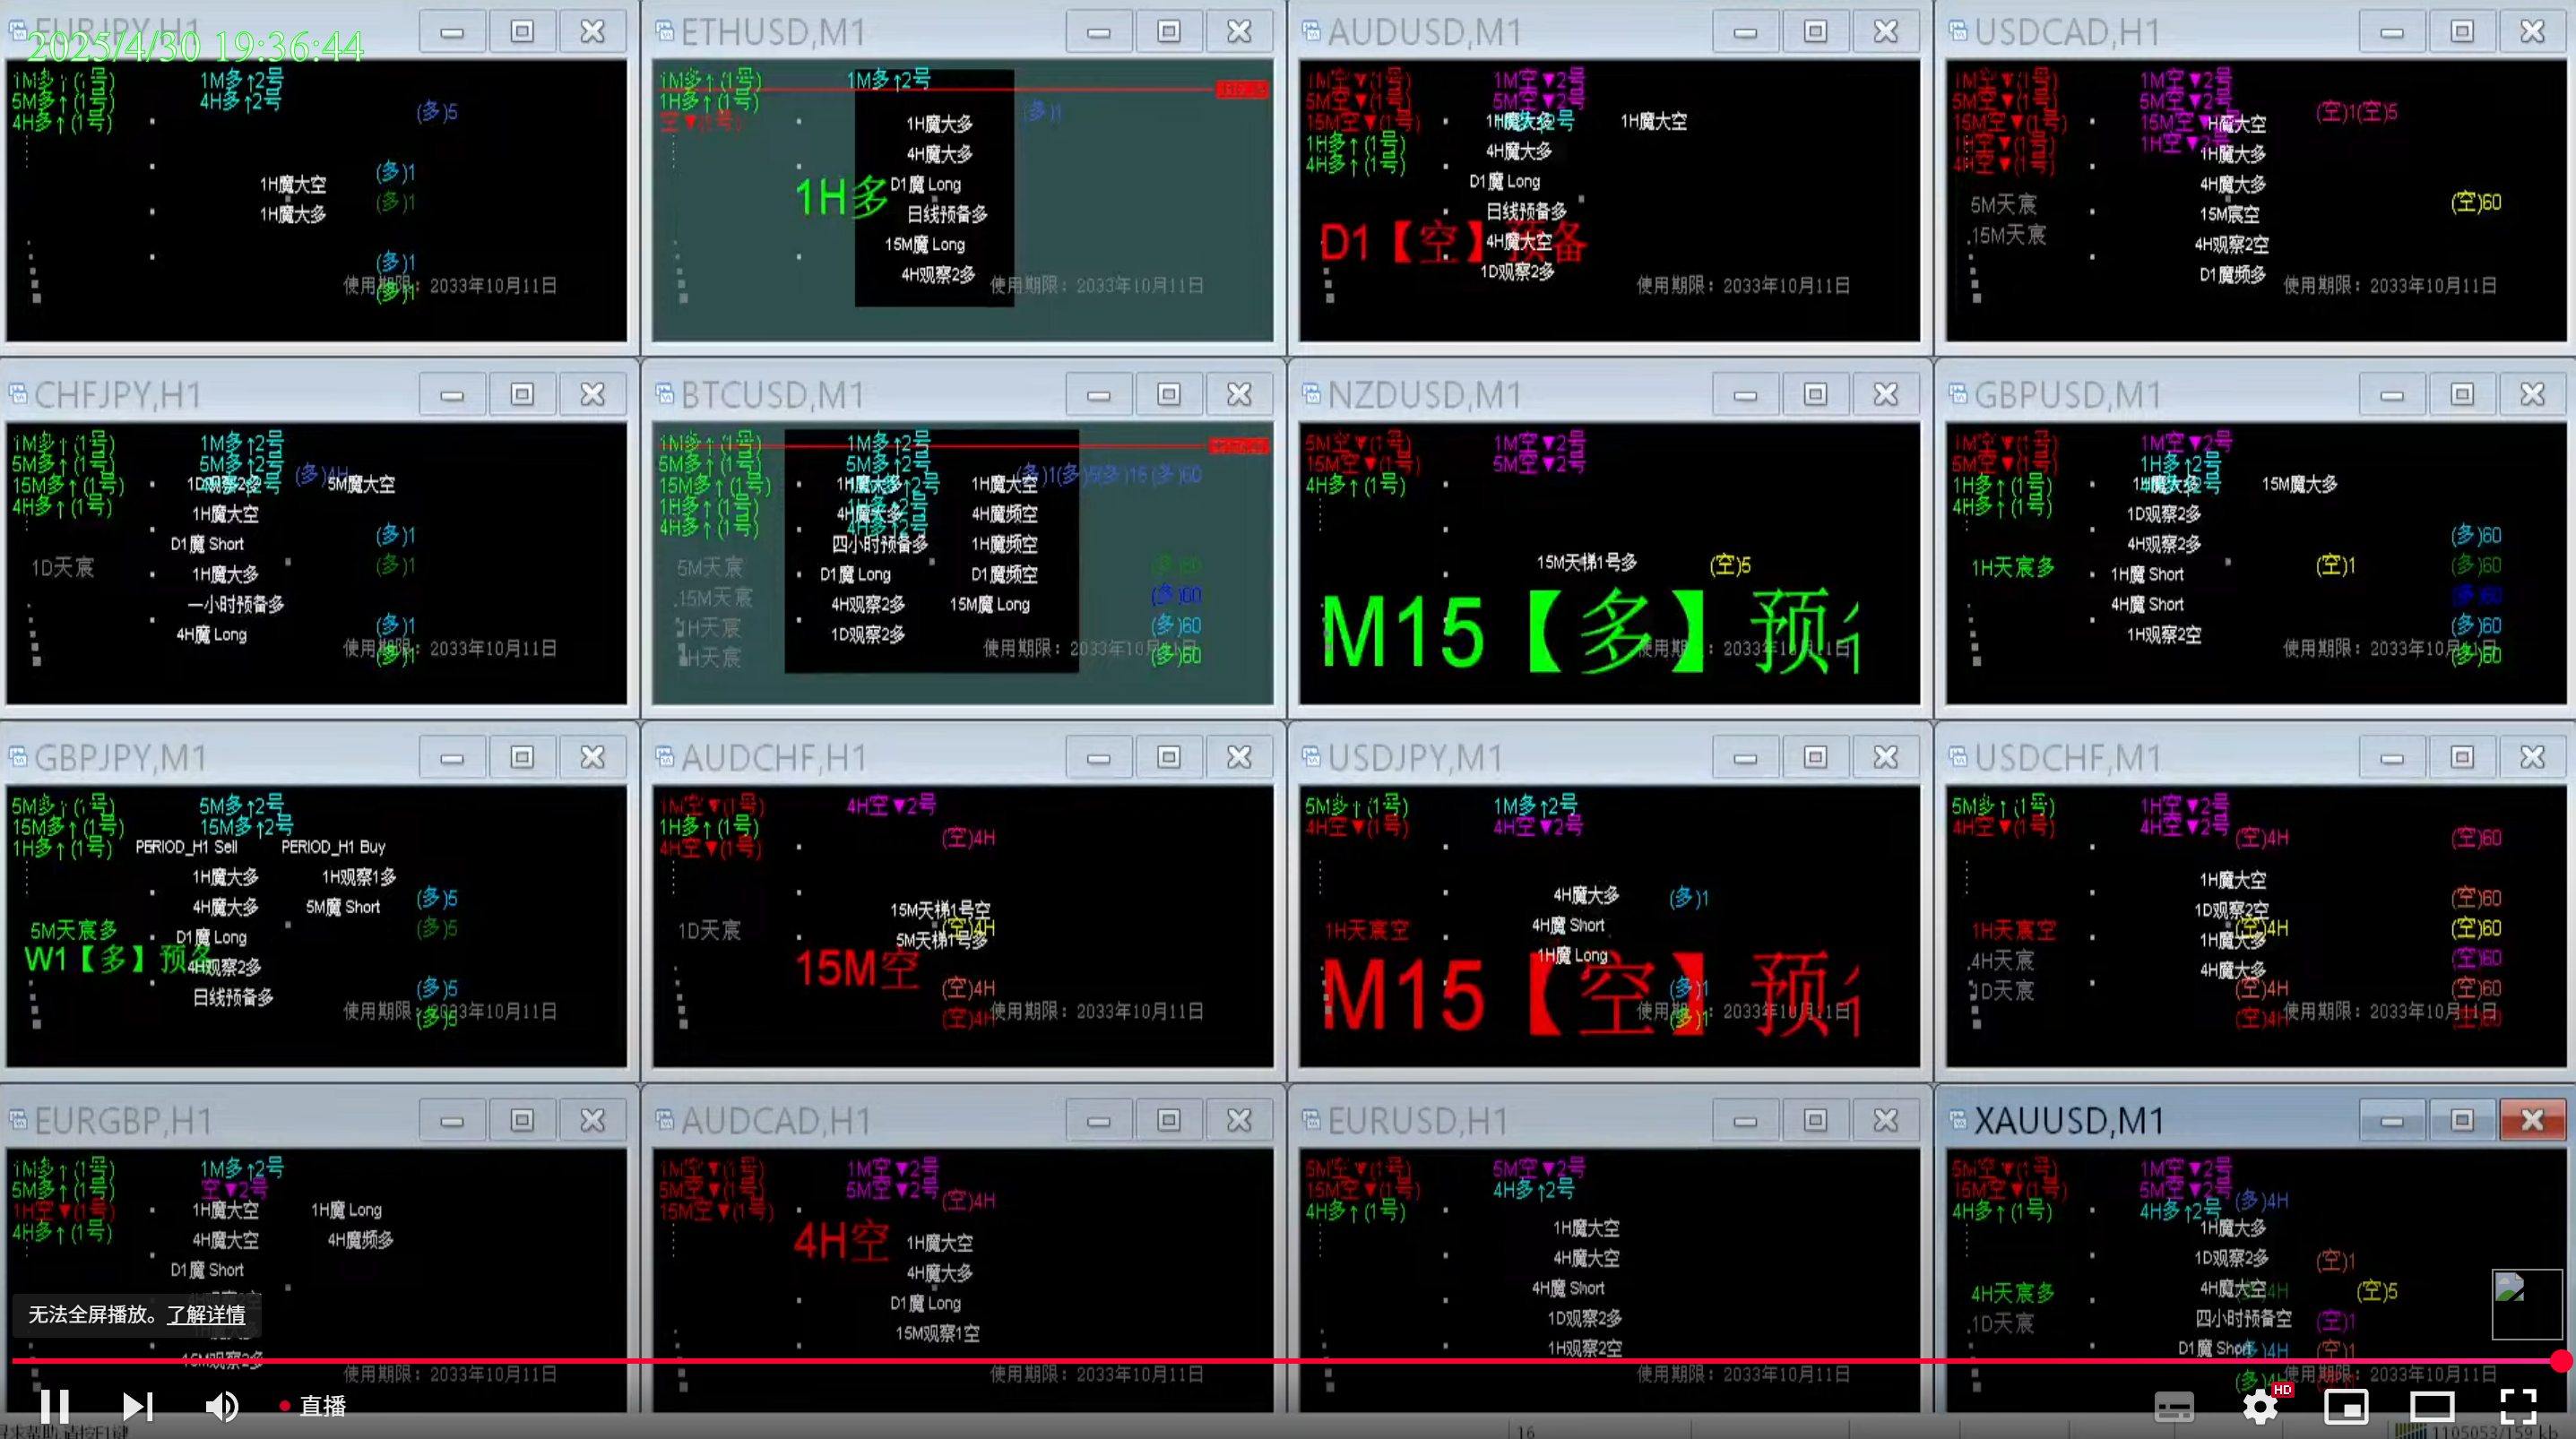 EURJPY,H1
2025/4/30 19:36:44
1M多↑(1号) 1M多↑2号
5M多↑(1号) 4H多↑2号 (多)5
4H多↑(1号)
(多)1
1H魔大空
(多)1
1H魔大多
(多)1
使用期限：2033年10月11日
(多)1
ETHUSD,M1
1M多↑(1号) 1M多↑2号
1H多↑(1号) (多)1
空▼(1号) 1H魔大多
4H魔大多
1H多 D1魔 Long
日线预备多
15M魔 Long
4H观察2多
使用期限：2033年10月11日
AUDUSD,M1
1M空▼(1号) 1M空▼2号
5M空▼(1号) 5M空▼2号
15M空▼(1号) 1H魔大多 1H魔大空
1H多↑(1号)
4H多↑(1号) 4H魔大多
D1魔 Long
日线预备多
D1【空】预备 4H魔大空
1D观察2多
使用期限：2033年10月11日
USDCAD,H1
1M空▼(1号) 1M空▼2号
5M空▼(1号) 5M空▼2号 (空)1(空)5
15M空▼(1号) 15M空▼ H魔大空
1H空▼(1号) 1H空▼2号
4H空▼(1号) 1H魔大多
4H魔大多
5M天宸 (空)60
15M宸空
.15M天宸 4H观察2空
D1魔频多
使用期限：2033年10月11日
CHFJPY,H1
1M多↑(1号) 1M多↑2号
5M多↑(1号) 5M多↑2号 (多)4H
15M多↑(1号) 1D观察2多 5M魔大空
4H多↑(1号) 1H魔大空
(多)1
D1魔 Short
1D天宸 1H魔大多 (多)1
一小时预备多
(多)1
4H魔 Long
使用期限：2033年10月11日
(多)1
BTCUSD,M1
1M多↑(1号) 1M多↑2号
5M多↑(1号) 5M多↑2号 (多)1(多)5(多)15(多)60
15M多↑(1号) 1H魔大多 1H魔大空
1H多↑(1号) 1H多↑2号
4H多↑(1号) 4H魔大多 4H魔频空
四小时预备多 1H魔频空
5M天宸 D1魔 Long D1魔频空 (多)60
.15M天宸 4H观察2多 15M魔 Long (多)60
1H天宸 1D观察2多 (多)60
H天宸 使用期限：2033年10月11日
(多)60
NZDUSD,M1
5M空▼(1号) 1M空▼2号
15M空▼(1号) 5M空▼2号
4H多↑(1号)
15M天梯1号多 (空)5
M15【多】预
使用期限：2033年10月11日
GBPUSD,M1
1M空▼(1号) 1M空▼2号
5M空▼(1号) 1H多↑2号
1H多↑(1号) 1H魔大多 15M魔大多
4H多↑(1号) 1D观察2多
4H观察2多 (多)60
1H天宸多 1H魔 Short (空)1 (多)60
4H魔 Short (多)60
1H观察2空 (多)60
使用期限：2033年10月11日
(多)60
GBPJPY,M1
5M多↑(1号) 5M多↑2号
15M多↑(1号) 15M多↑2号
1H多↑(1号) PERIOD_H1 Sell PERIOD_H1 Buy
1H魔大多 1H观察1多
4H魔大多 5M魔 Short (多)5
5M天宸多 D1魔 Long (多)5
W1【多】预备 4H观察2多
日线预备多 (多)5
使用期限：2033年10月11日
(多)5
AUDCHF,H1
1M空▼(1号) 4H空▼2号
1H多↑(1号) (空)4H
4H空▼(1号)
15M天梯1号空
1D天宸 (空)4H
5M天梯1号多
15M空
(空)4H
(空)4H 使用期限：2033年10月11日
USDJPY,M1
5M多↑(1号) 1M多↑2号
4H空▼(1号) 4H空▼2号
4H魔大多 (多)1
1H天宸空 4H魔 Short
1H魔 Long
M15【空】预
(多)1
使用期限：2033年10月11日
(多)1
USDCHF,M1
5M多↑(1号) 1H空▼2号
4H空▼(1号) 4H空▼2号
(空)4H (空)60
1H魔大空
1D观察2空 (空)60
1H天宸空 (空)4H (空)60
1H魔大多
.4H天宸 4H魔大多 (空)60
1D天宸 (空)4H (空)60
(空)4H 使用期限：2033年10月11日
(空)60
EURGBP,H1
1M多↑(1号) 1M多↑2号
5M多↑(1号) 空▼2号
1H空▼(1号) 1H魔大空 1H魔 Long
4H多↑(1号) 4H魔大空 4H魔频多
D1魔 Short
无法全屏播放。了解详情
15M观察2多
使用期限：2033年10月11日
AUDCAD,H1
1M空▼(1号) 1M空▼2号
5M空▼(1号) 5M空▼2号 (空)4H
15M空▼(1号)
4H空 1H魔大空
4H魔大多
D1魔 Long
15M观察1空
使用期限：2033年10月11日
EURUSD,H1
5M空▼(1号) 5M空▼2号
15M空▼(1号) 4H多↑2号
4H多↑(1号)
1H魔大空
4H魔大空
4H魔 Short
1D观察2多
1H观察2空
使用期限：2033年10月11日
XAUUSD,M1
5M空▼(1号) 1M空▼2号
15M空▼(1号) 5M空▼2号 (多)4H
4H多↑(1号) 4H多↑2号
1H魔大多
1D观察2多 (空)1
4H天宸多 4H魔大空 (空)5
.1D天宸 四小时预备空 (空)1
D1魔 Short (空)1
使用期限：2033年10月11日
直播
HD
16
1105053/159 kb